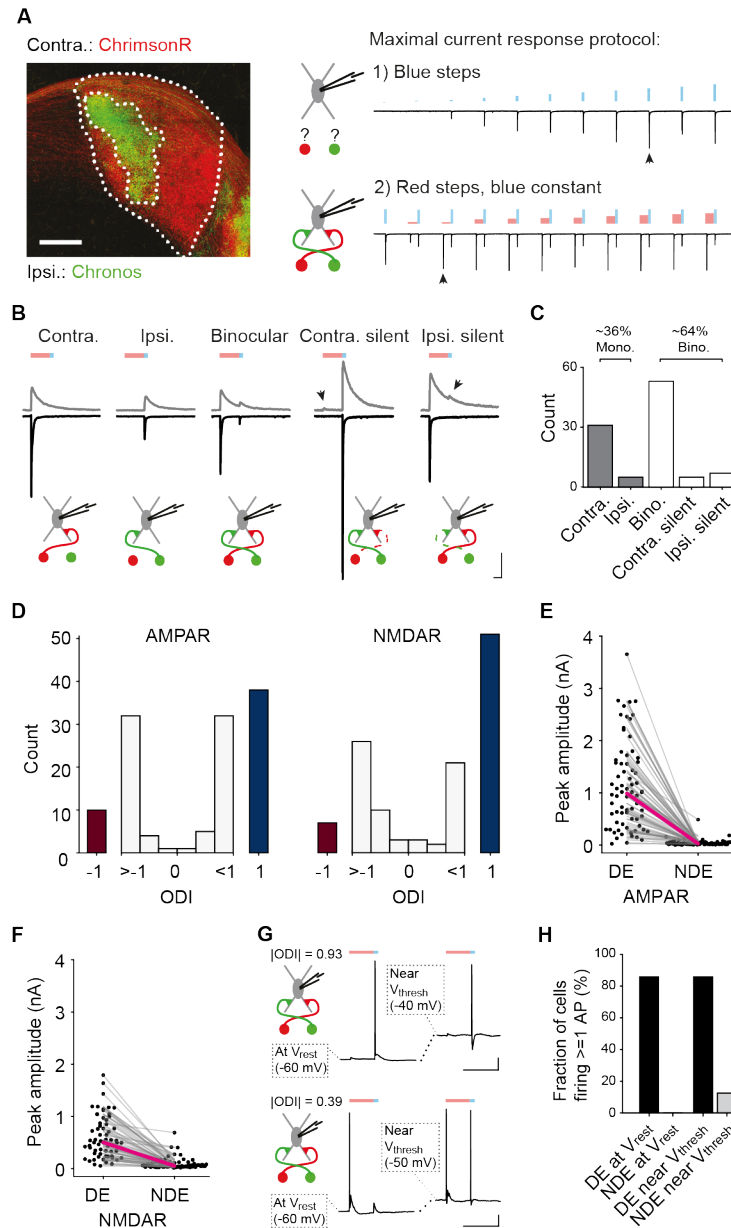 A
Contra.: ChrimsonR
Ipsi.: Chronos
? ?
Maximal current response protocol:
1) Blue steps
2) Red steps, blue constant
B
Contra. Ipsi. Binocular Contra. silent Ipsi. silent
C
~36% ~64%
Mono. Bino.
60
30
0
Count
Contra. Ipsi. Bino. Contra. silent Ipsi. silent
D
AMPAR NMDAR
50
40
30
20
10
0
Count
-1 >-1 0 <1 1 -1 >-1 0 <1 1
ODI ODI
E
4
3
2
1
0
Peak amplitude (nA)
DE NDE
AMPAR
F
4
3
2
1
0
Peak amplitude (nA)
DE NDE
NMDAR
G
|ODI| = 0.93
Near
Vthresh
(-40 mV)
At Vrest
(-60 mV)
|ODI| = 0.39
Near
Vthresh
(-50 mV)
At Vrest
(-60 mV)
H
100
80
60
40
20
0
Fraction of cells
firing >=1 AP (%)
DE at Vrest
NDE at Vrest
DE near Vthresh
NDE near Vthresh